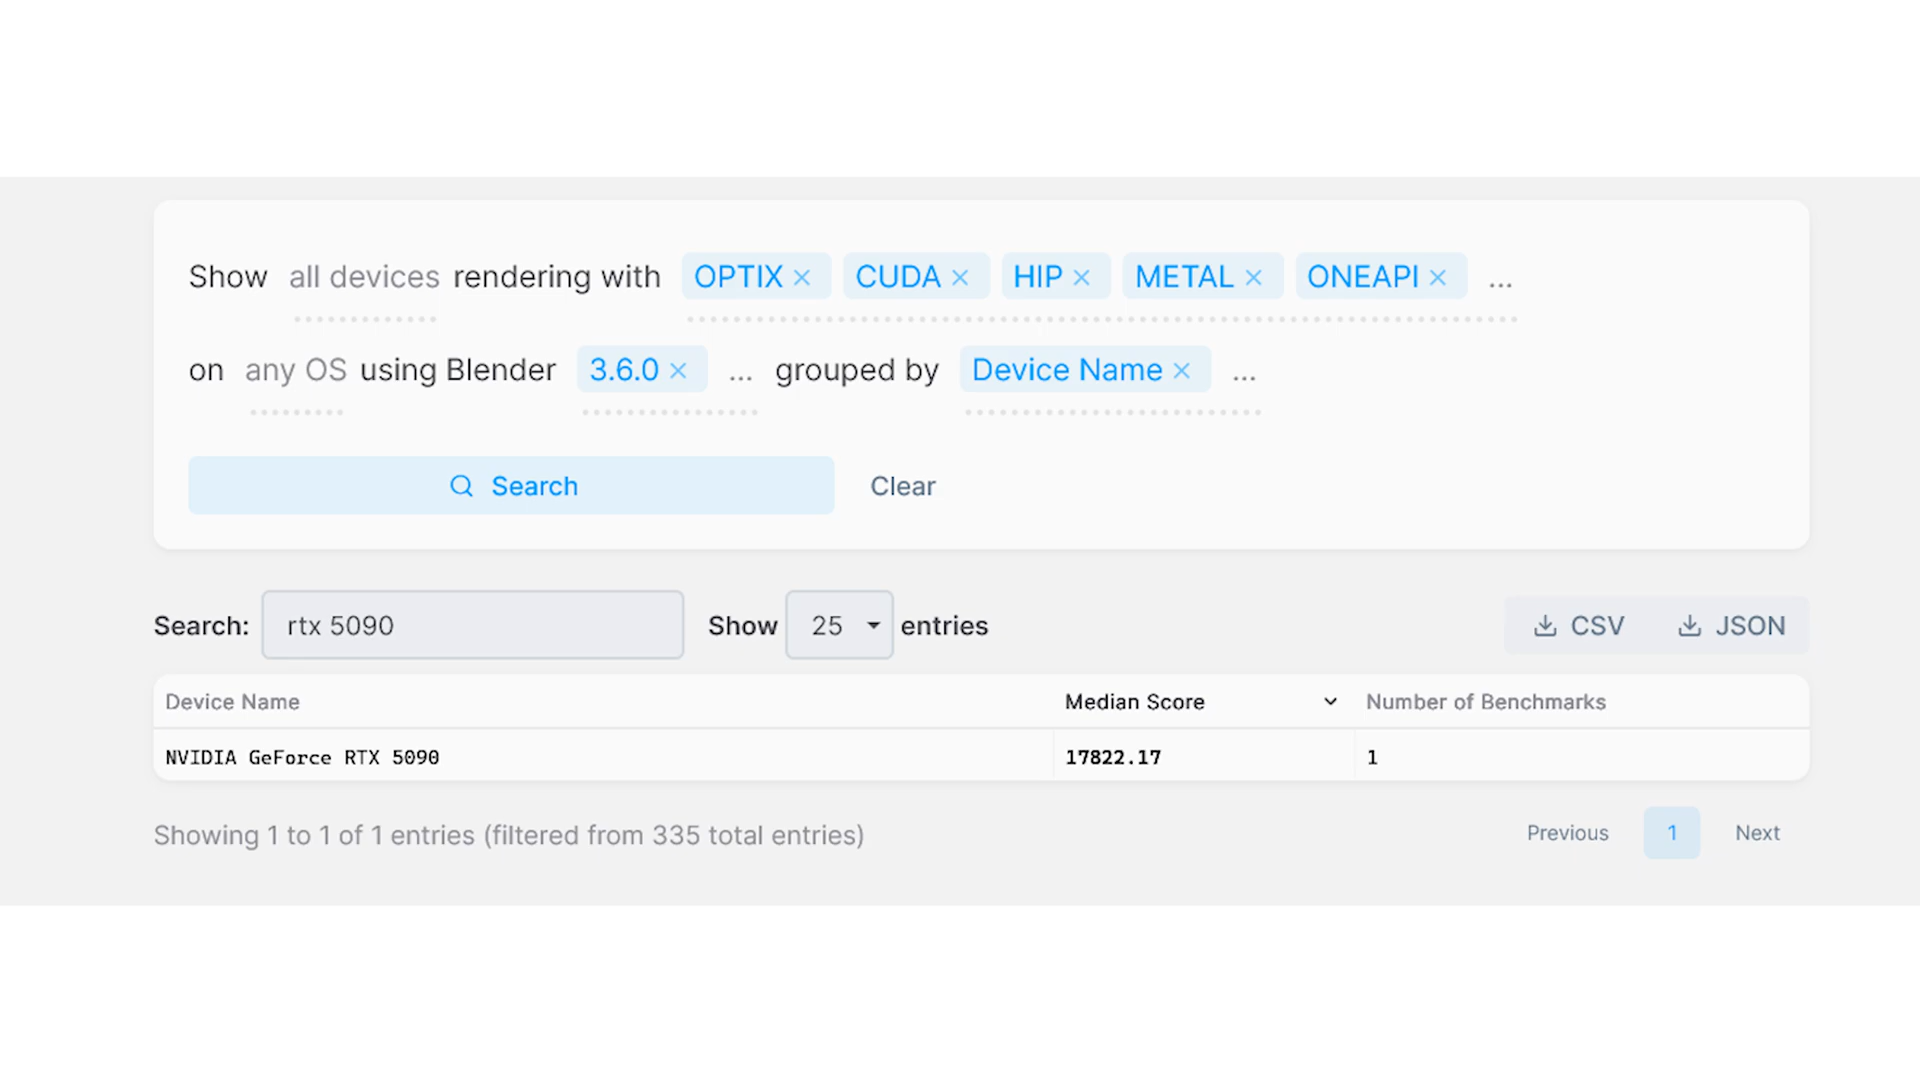 Show all devices rendering with OPTIX × CUDA × HIP × METAL × ONEAPI × ...
on any OS using Blender 3.6.0 × ... grouped by Device Name × ...
Search Clear
Search: rtx 5090 Show 25 entries CSV JSON
Device Name Median Score Number of Benchmarks
NVIDIA GeForce RTX 5090 17822.17 1
Showing 1 to 1 of 1 entries (filtered from 335 total entries) Previous 1 Next